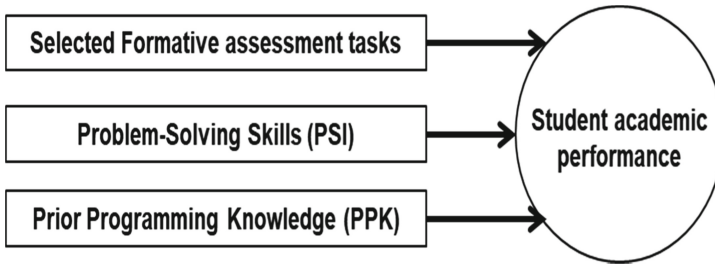 Selected Formative assessment tasks
Problem-Solving Skills (PSI)
Prior Programming Knowledge (PPK)
Student academic
performance